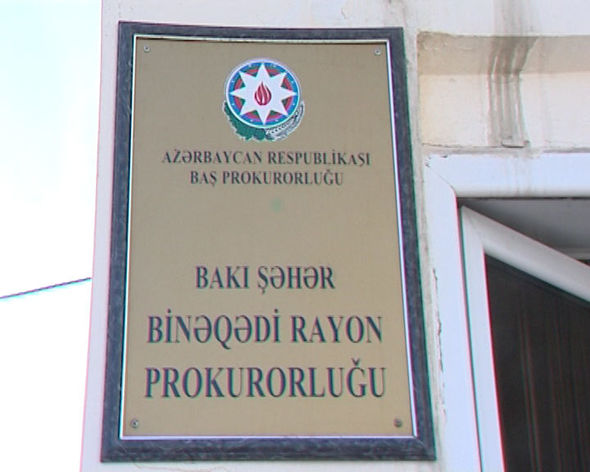 AZƏRBAYCAN RESPUBLİKASI
BAŞ PROKURORLUĞU
BAKI ŞƏHƏR
BİNƏQƏDİ RAYON
PROKURORLUĞU